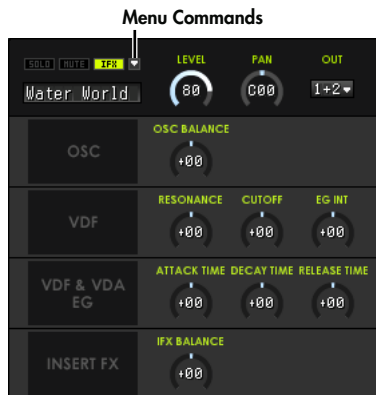 Menu Commands
SOLO MUTE IFX
LEVEL PAN OUT
Water World 80 C00 1+2
OSC BALANCE
OSC +00
RESONANCE CUTOFF EG INT
VDF +00 +00 +00
ATTACK TIME DECAY TIME RELEASE TIME
VDF & VDA
EG
+00 +00 +00
IFX BALANCE
INSERT FX +00